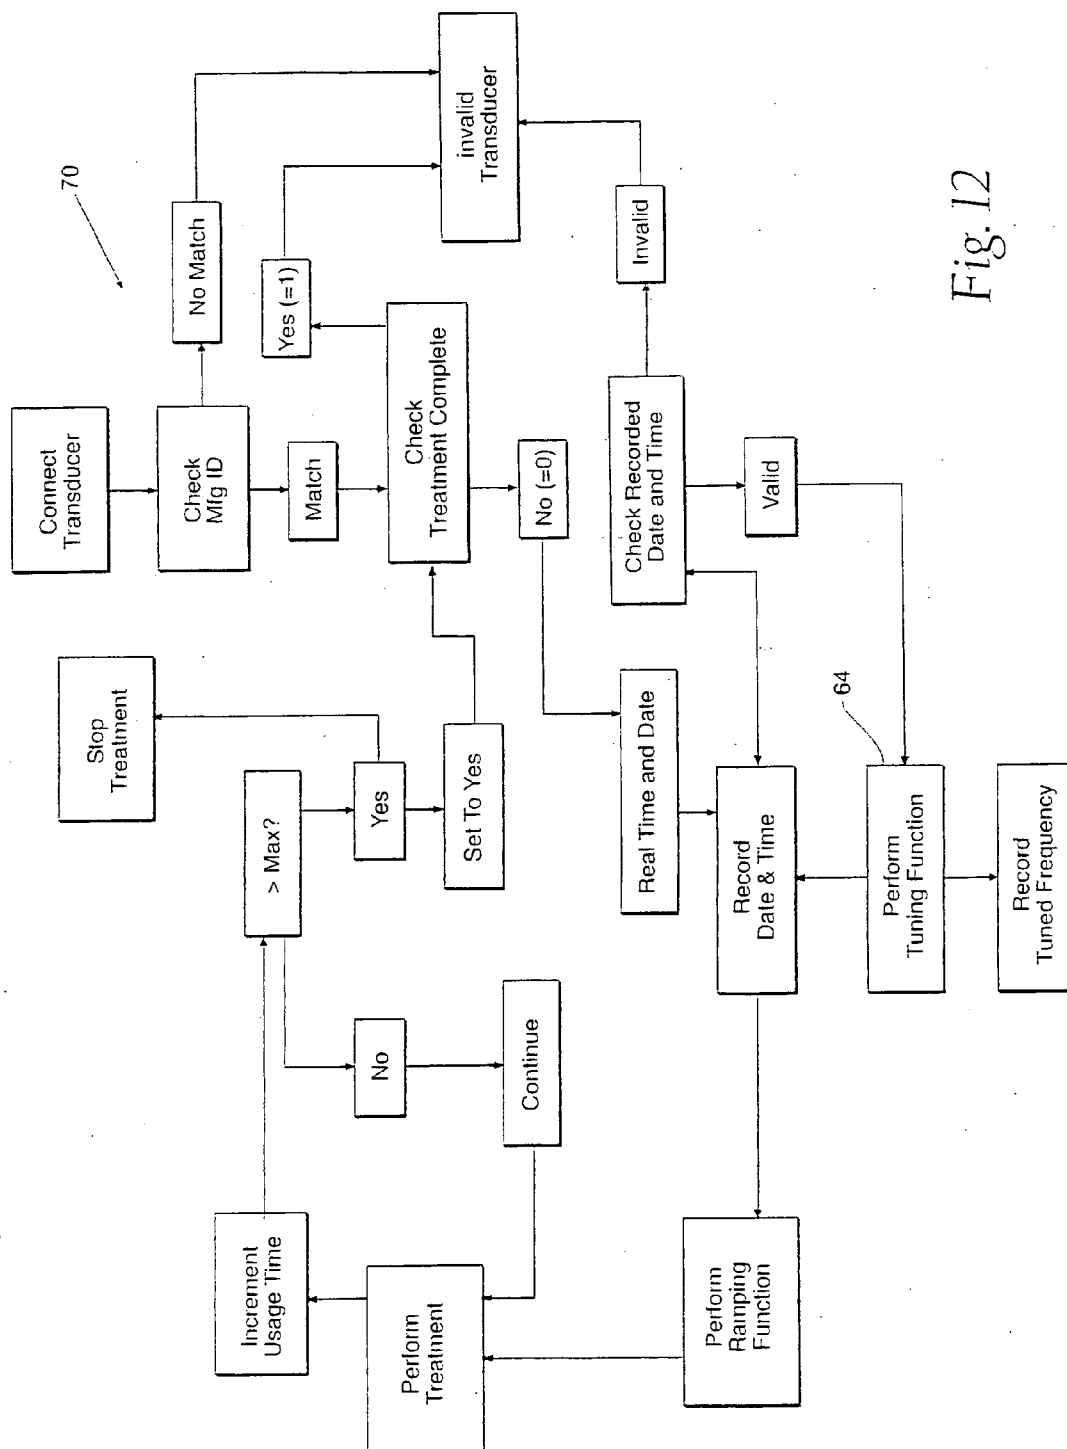 70
Connect
Transducer
Check
Mfg ID
No Match
Match
Yes (=1)
invalid
Transducer
Check
Treatment Complete
No (=0)
Invalid
Check Recorded
Date and Time
Valid
Stop
Treatment
> Max?
Yes
Set To Yes
Real Time and Date
Record
Date & Time
64
Perform
Tuning Function
Record
Tuned Frequency
No
Continue
Increment
Usage Time
Perform
Treatment
Perform
Ramping
Function
Fig. 12